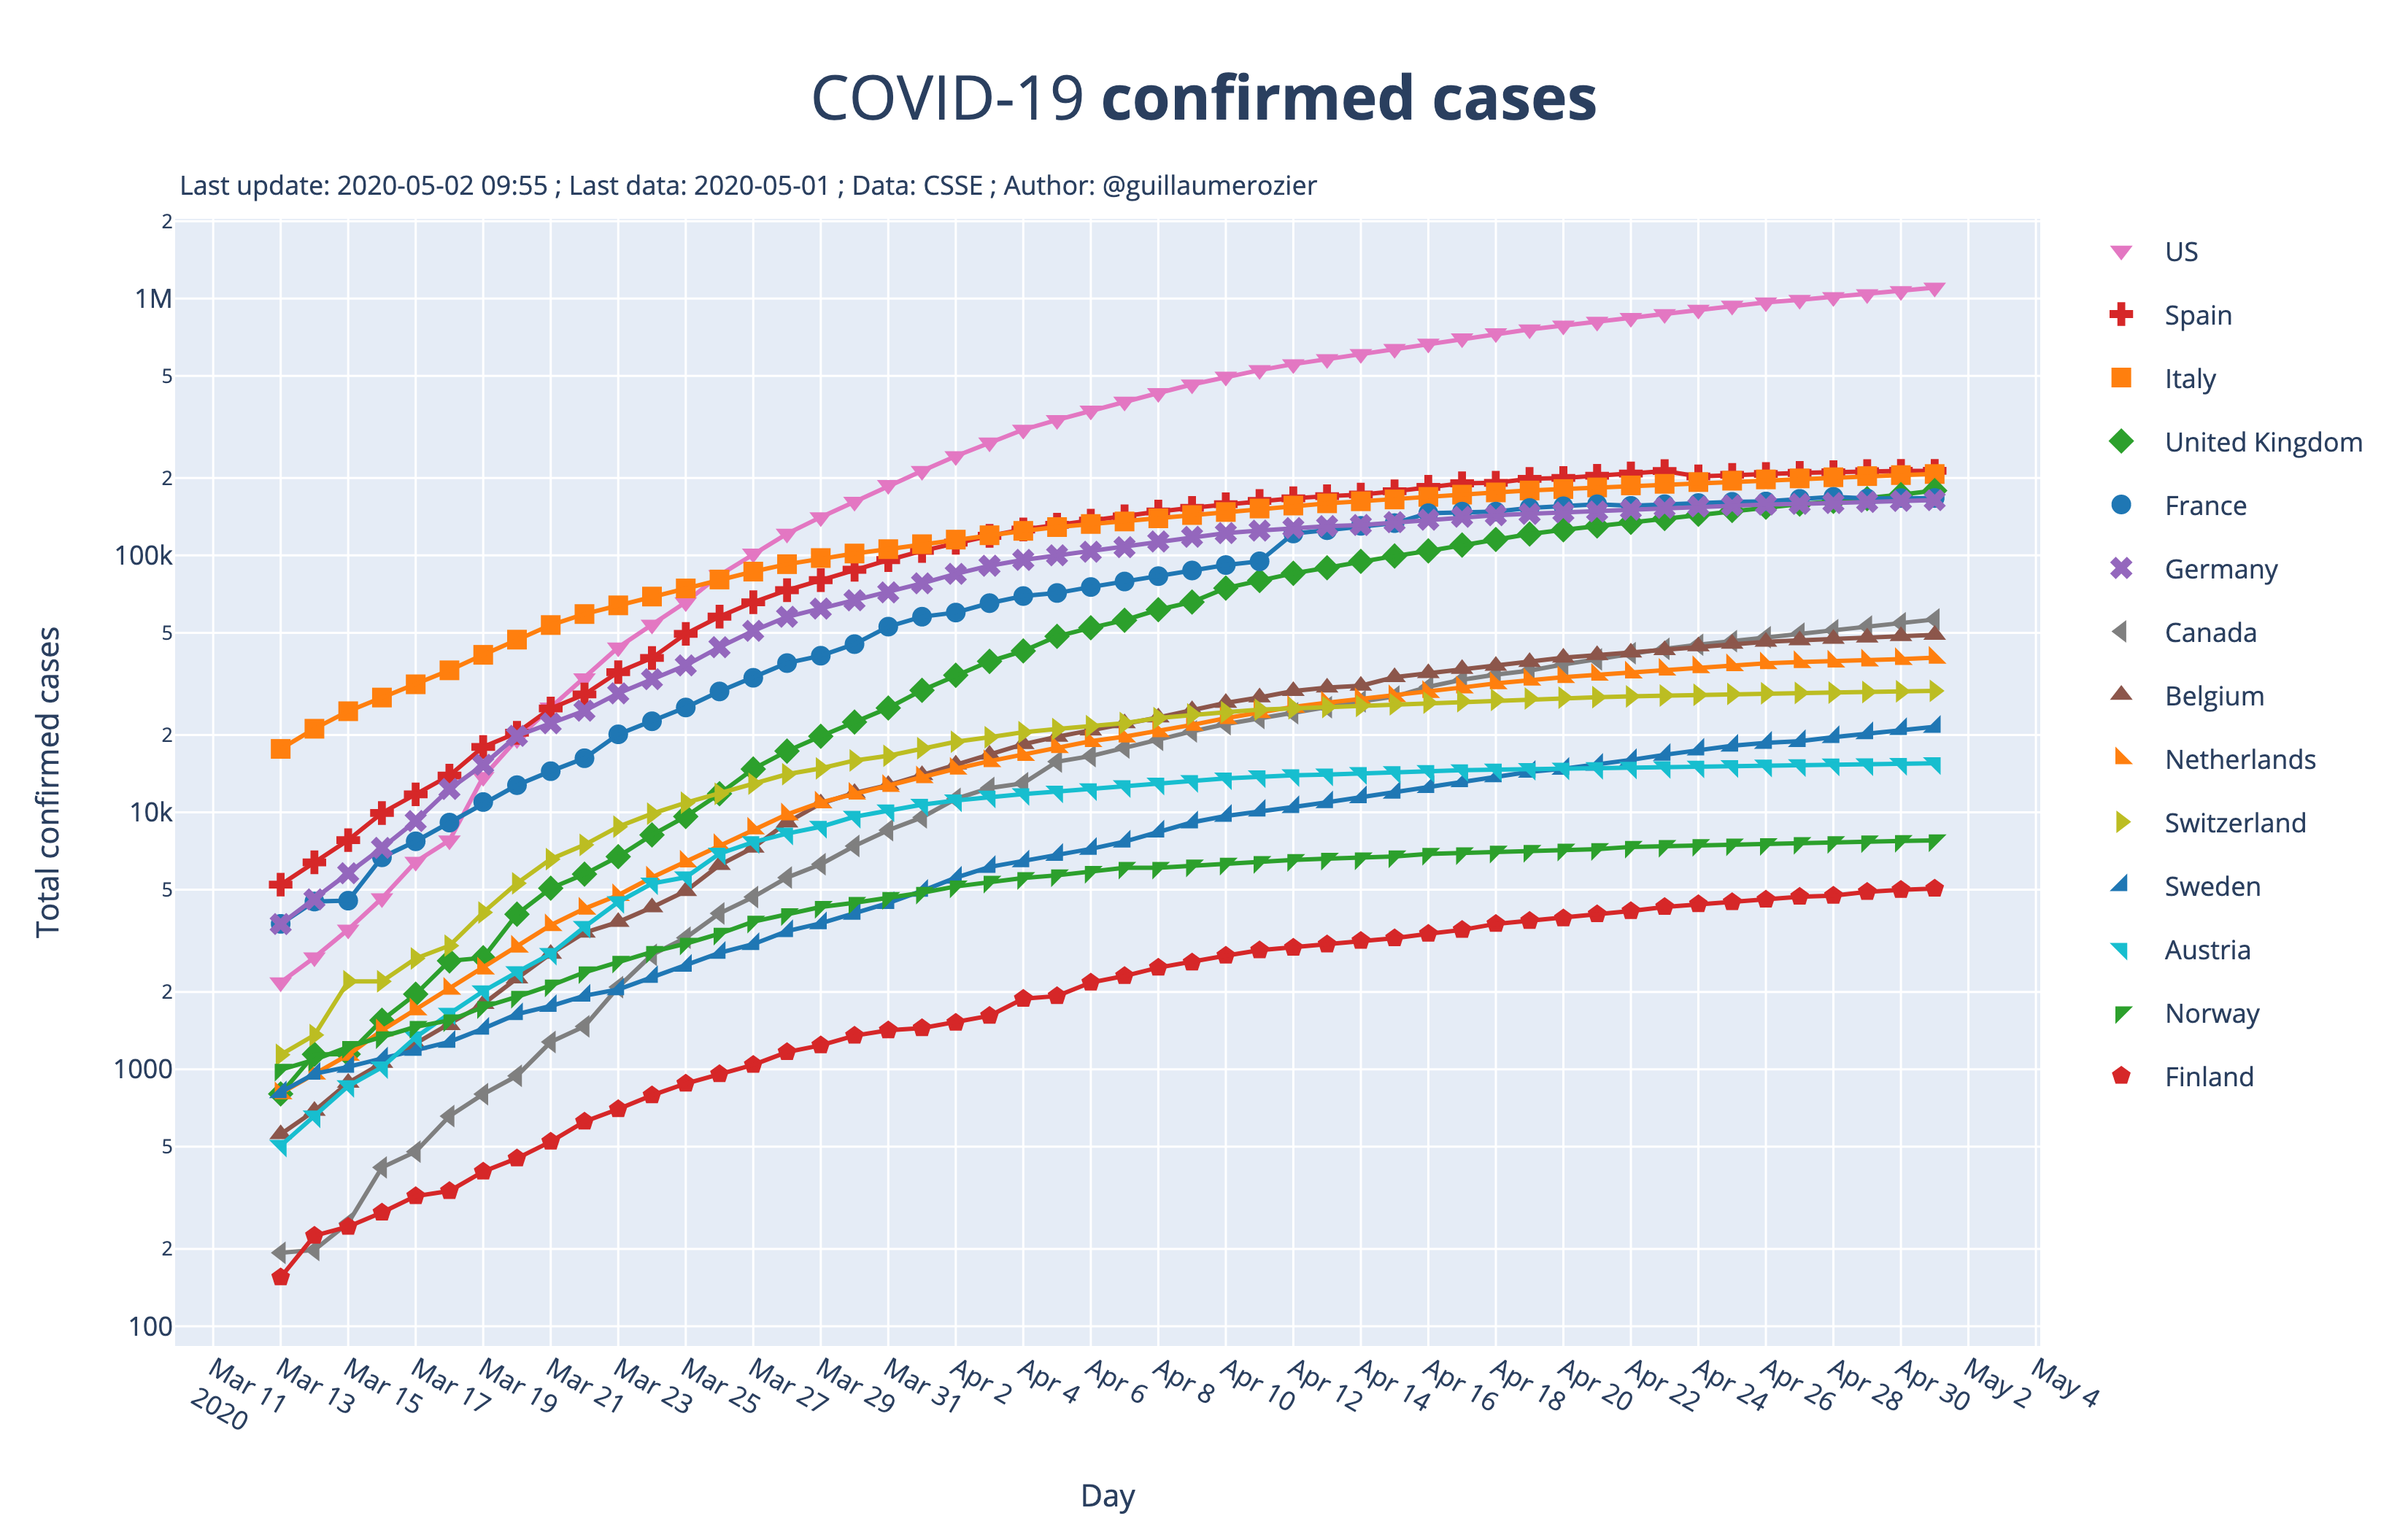 COVID-19 confirmed cases
Last update: 2020-05-02 09:55 ; Last data: 2020-05-01 ; Data: CSSE ; Author: @guillaumerozier
2
1M
5
2
100k
5
2
10k
5
2
1000
5
2
100
Total confirmed cases
Mar 11
2020
Mar 13
Mar 15
Mar 17
Mar 19
Mar 21
Mar 23
Mar 25
Mar 27
Mar 29
Mar 31
Apr 2
Apr 4
Apr 6
Apr 8
Apr 10
Apr 12
Apr 14
Apr 16
Apr 18
Apr 20
Apr 22
Apr 24
Apr 26
Apr 28
Apr 30
May 2
May 4
Day
US
Spain
Italy
United Kingdom
France
Germany
Canada
Belgium
Netherlands
Switzerland
Sweden
Austria
Norway
Finland